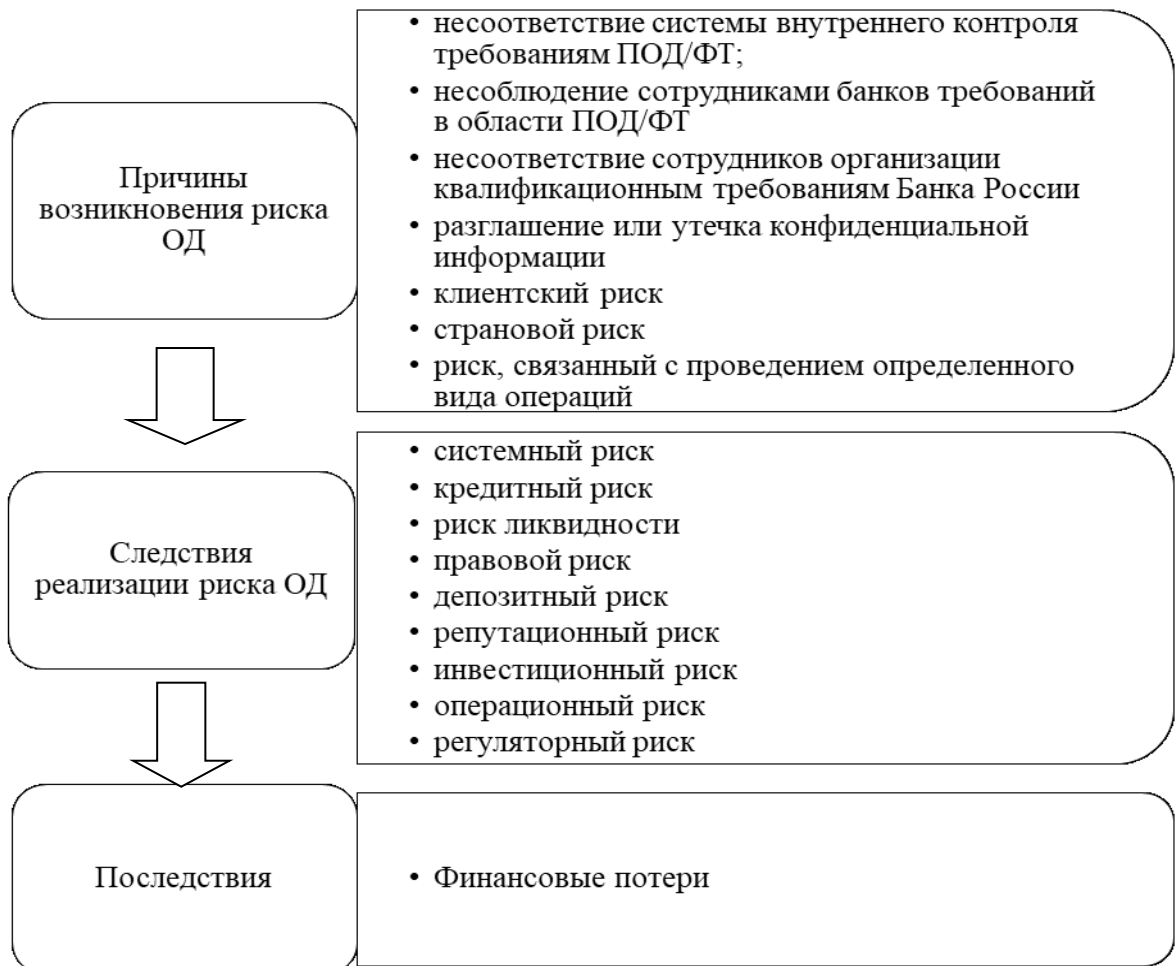 Причины
возникновения риска
ОД
• несоответствие системы внутреннего контроля
требованиям ПОД/ФТ;
• несоблюдение сотрудниками банков требований
в области ПОД/ФТ
• несоответствие сотрудников организации
квалификационным требованиям Банка России
• разглашение или утечка конфиденциальной
информации
• клиентский риск
• страновой риск
• риск, связанный с проведением определенного
вида операций
Следствия
реализации риска ОД
• системный риск
• кредитный риск
• риск ликвидности
• правовой риск
• депозитный риск
• репутационный риск
• инвестиционный риск
• операционный риск
• регуляторный риск
Последствия
• Финансовые потери